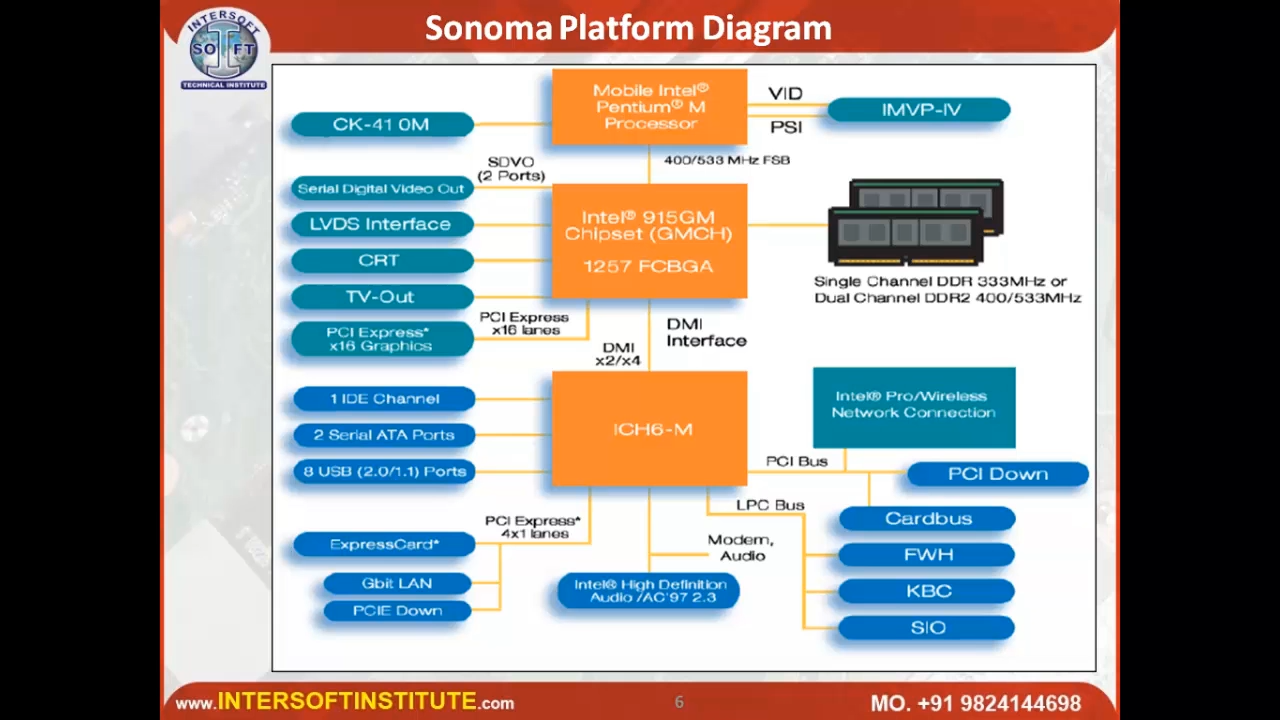 Sonoma Platform Diagram
INTERSOFT
SOIFT
TECHNICAL INSTITUTE
Mobile Intel®
Pentium® M
Processor
VID
PSI
IMVP-IV
CK-410M
400/533 MHz FSB
SDVO
(2 Ports)
Serial Digital Video Out
LVDS Interface
CRT
TV-Out
PCI Express*
x16 Graphics
PCI Express
x16 lanes
Intel® 915GM
Chipset (GMCH)
1257 FCBGA
Single Channel DDR 333MHz or
Dual Channel DDR2 400/533MHz
DMI
Interface
DMI
x2/x4
1 IDE Channel
2 Serial ATA Ports
8 USB (2.0/1.1) Ports
ICH6-M
Intel® Pro/Wireless
Network Connection
PCI Bus
PCI Down
Cardbus
LPC Bus
FWH
KBC
SIO
PCI Express*
4x1 lanes
ExpressCard*
Gbit LAN
PCIE Down
Modem,
Audio
Intel® High Definition
Audio /AC'97 2.3
www.INTERSOFTINSTITUTE.com
6
MO. +91 9824144698